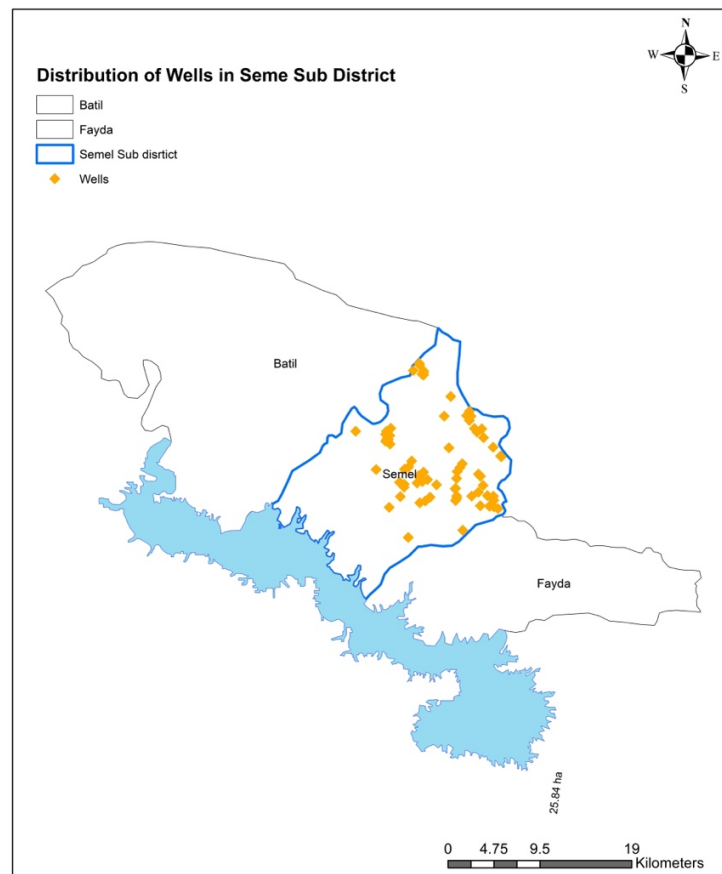 N
W E
S
Distribution of Wells in Seme Sub District
Batil
Fayda
Semel Sub disrtict
Wells
Batil
Semel
Fayda
25.84 ha
0 4.75 9.5 19
Kilometers